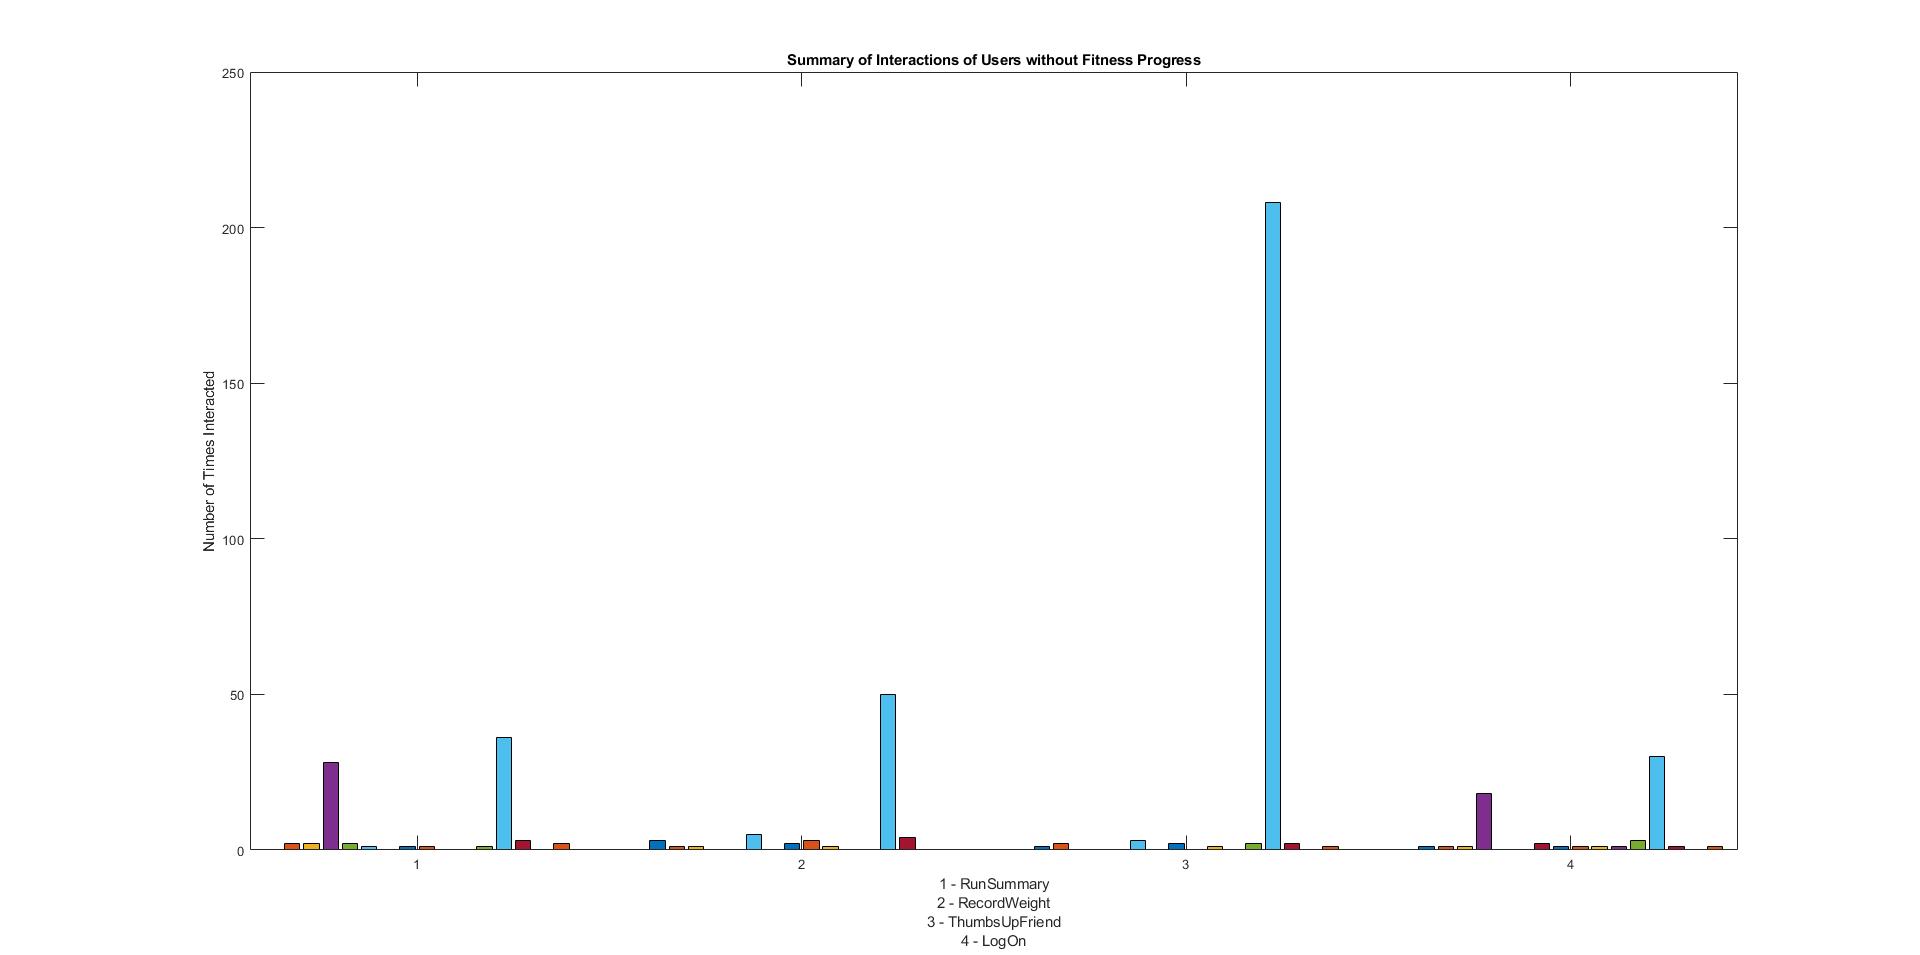 Summary of Interactions of Users without Fitness Progress
250
200
150
100
50
0
Number of Times Interacted
1 2 3 4
1 - RunSummary
2 - RecordWeight
3 - ThumbsUpFriend
4 - LogOn